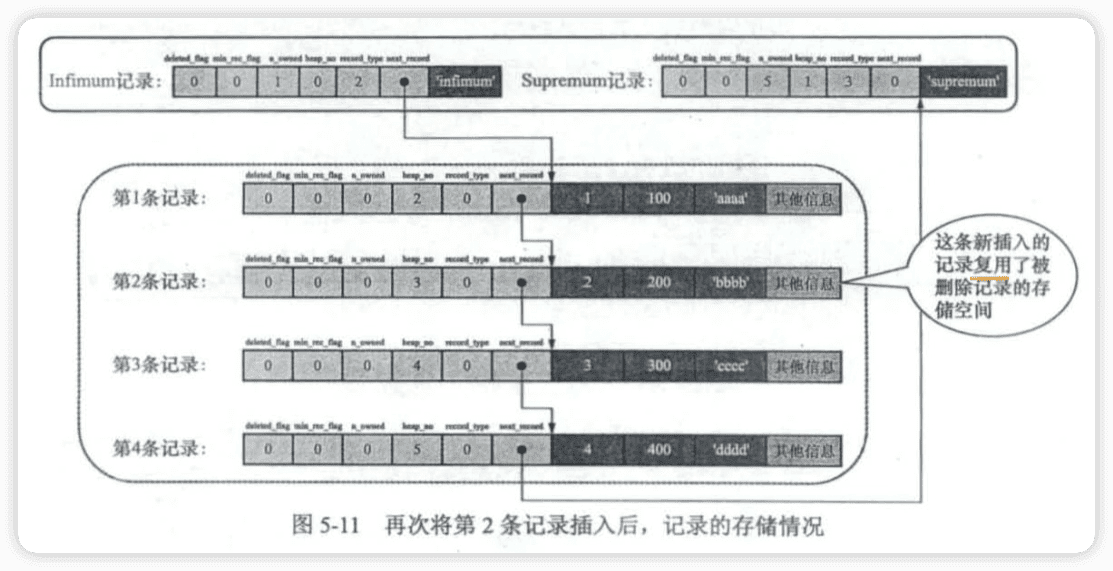 deleted_flag min_rec_flag n_owned heap_no record_type next_record
Infimum记录： 0 0 1 0 2 'infimum'
deleted_flag min_rec_flag n_owned heap_no record_type next_record
Supremum记录： 0 0 5 1 3 0 'supremum'
deleted_flag min_rec_flag n_owned heap_no record_type next_record
第1条记录： 0 0 0 2 0 1 100 'aaaa' 其他信息
deleted_flag min_rec_flag n_owned heap_no record_type next_record
第2条记录： 0 0 0 3 0 2 200 'bbbb' 其他信息
这条新插入的
记录复用了被
删除记录的存
储空间
deleted_flag min_rec_flag n_owned heap_no record_type next_record
第3条记录： 0 0 0 4 0 3 300 'cccc' 其他信息
deleted_flag min_rec_flag n_owned heap_no record_type next_record
第4条记录： 0 0 0 5 0 4 400 'dddd' 其他信息
图 5-11 再次将第 2 条记录插入后，记录的存储情况